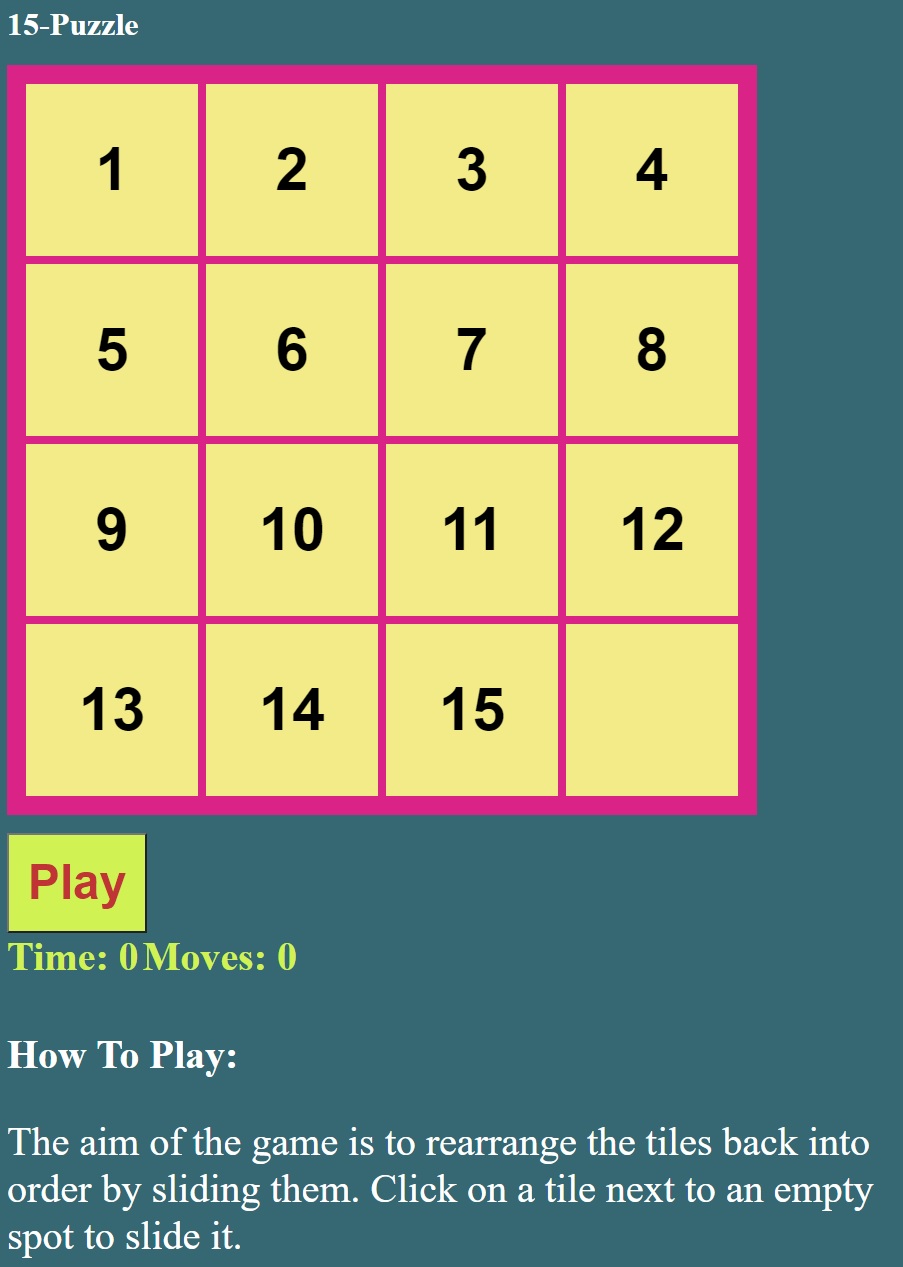 15-Puzzle
1 2 3 4
5 6 7 8
9 10 11 12
13 14 15
Play
Time: 0 Moves: 0
How To Play:
The aim of the game is to rearrange the tiles back into
order by sliding them. Click on a tile next to an empty
spot to slide it.